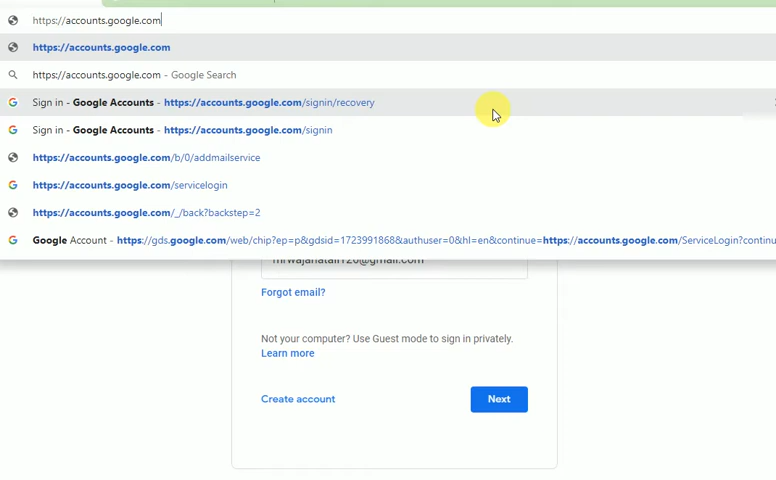 https://accounts.google.com
https://accounts.google.com
https://accounts.google.com - Google Search
Sign in - Google Accounts - https://accounts.google.com/signin/recovery
Sign in - Google Accounts - https://accounts.google.com/signin
https://accounts.google.com/b/0/addmailservice
https://accounts.google.com/servicelogin
https://accounts.google.com/_/back?backstep=2
Google Account - https://gds.google.com/web/chip?ep=p&gdsid=1723991868&authuser=0&hl=en&continue=https://accounts.google.com/ServiceLogin?continu
Forgot email?
Not your computer? Use Guest mode to sign in privately.
Learn more
Create account
Next